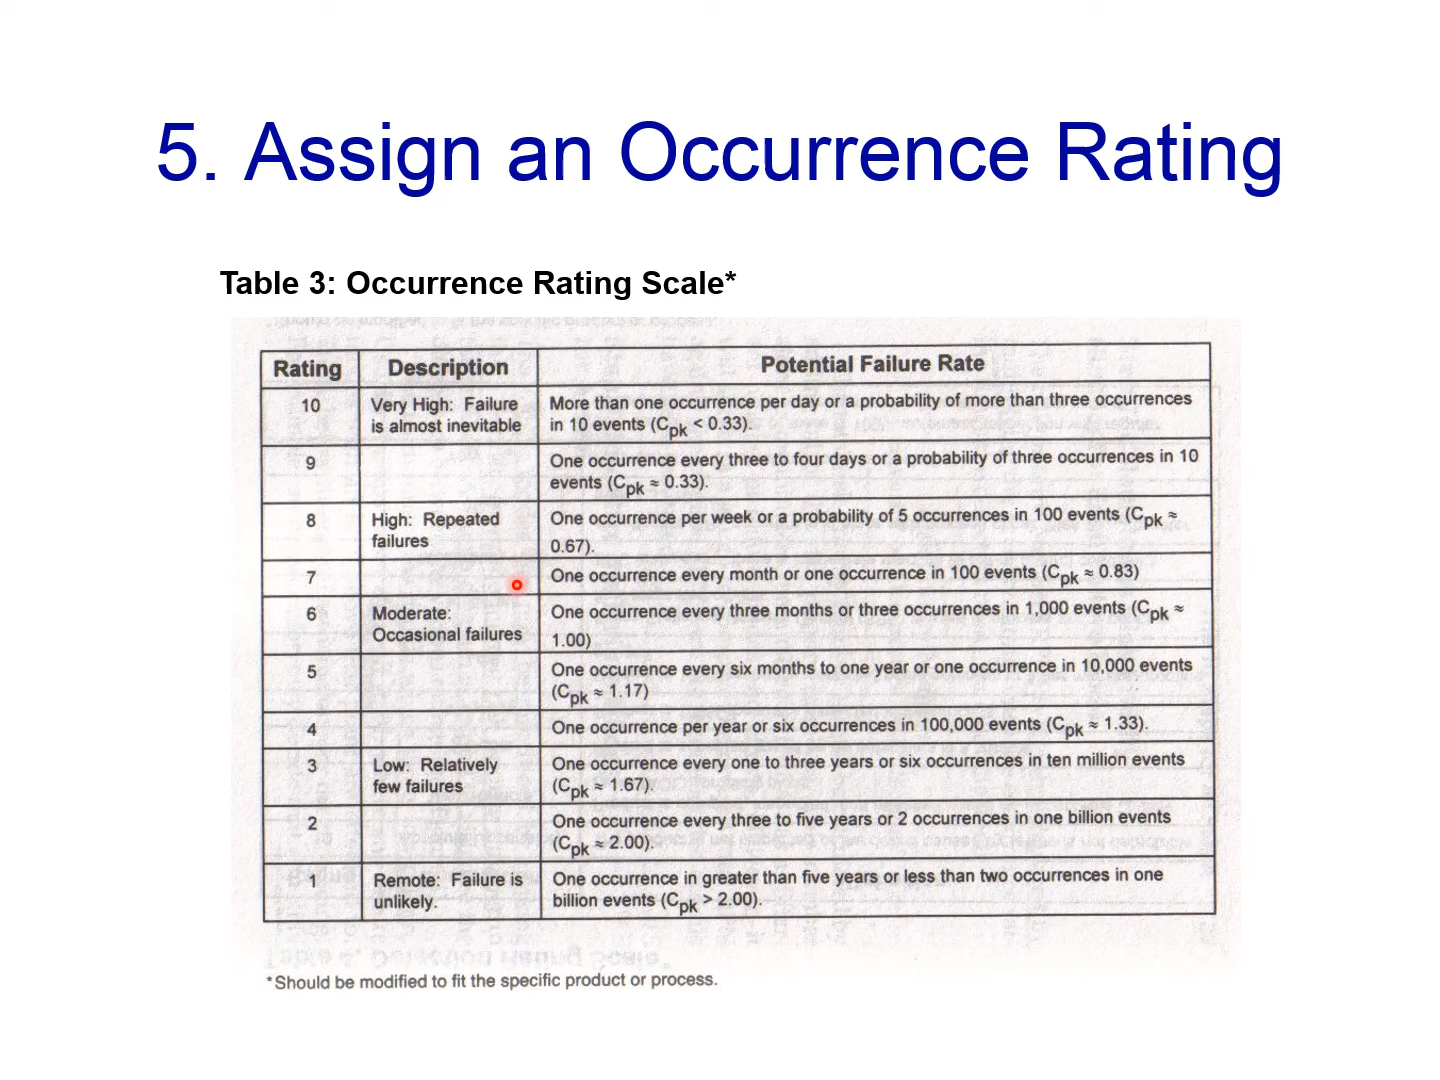 5. Assign an Occurrence Rating
Table 3: Occurrence Rating Scale*
Rating Description Potential Failure Rate
10 Very High: Failure is almost inevitable More than one occurrence per day or a probability of more than three occurrences
in 10 events (Cpk < 0.33).
9 One occurrence every three to four days or a probability of three occurrences in 10
events (Cpk ≈ 0.33).
8 High: Repeated failures One occurrence per week or a probability of 5 occurrences in 100 events (Cpk ≈
0.67).
7 One occurrence every month or one occurrence in 100 events (Cpk ≈ 0.83)
6 Moderate: Occasional failures One occurrence every three months or three occurrences in 1,000 events (Cpk ≈
1.00)
5 One occurrence every six months to one year or one occurrence in 10,000 events
(Cpk ≈ 1.17)
4 One occurrence per year or six occurrences in 100,000 events (Cpk ≈ 1.33).
3 Low: Relatively few failures One occurrence every one to three years or six occurrences in ten million events
(Cpk ≈ 1.67).
2 One occurrence every three to five years or 2 occurrences in one billion events
(Cpk ≈ 2.00).
1 Remote: Failure is unlikely. One occurrence in greater than five years or less than two occurrences in one
billion events (Cpk > 2.00).
*Should be modified to fit the specific product or process.